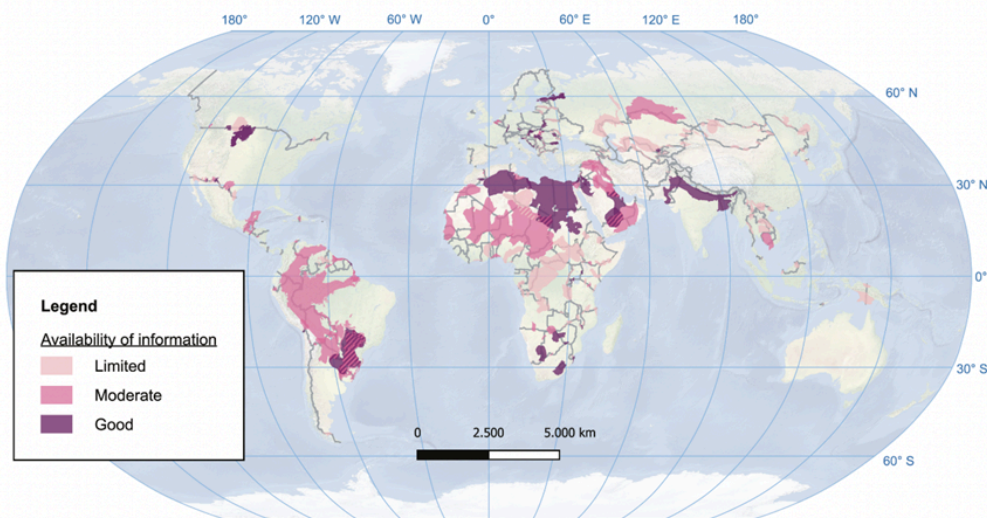 180° 120° W 60° W 0° 60° E 120° E 180°
60° N
30° N
0°
30° S
60° S
Legend
Availability of information
Limited
Moderate
Good
0 2.500 5.000 km